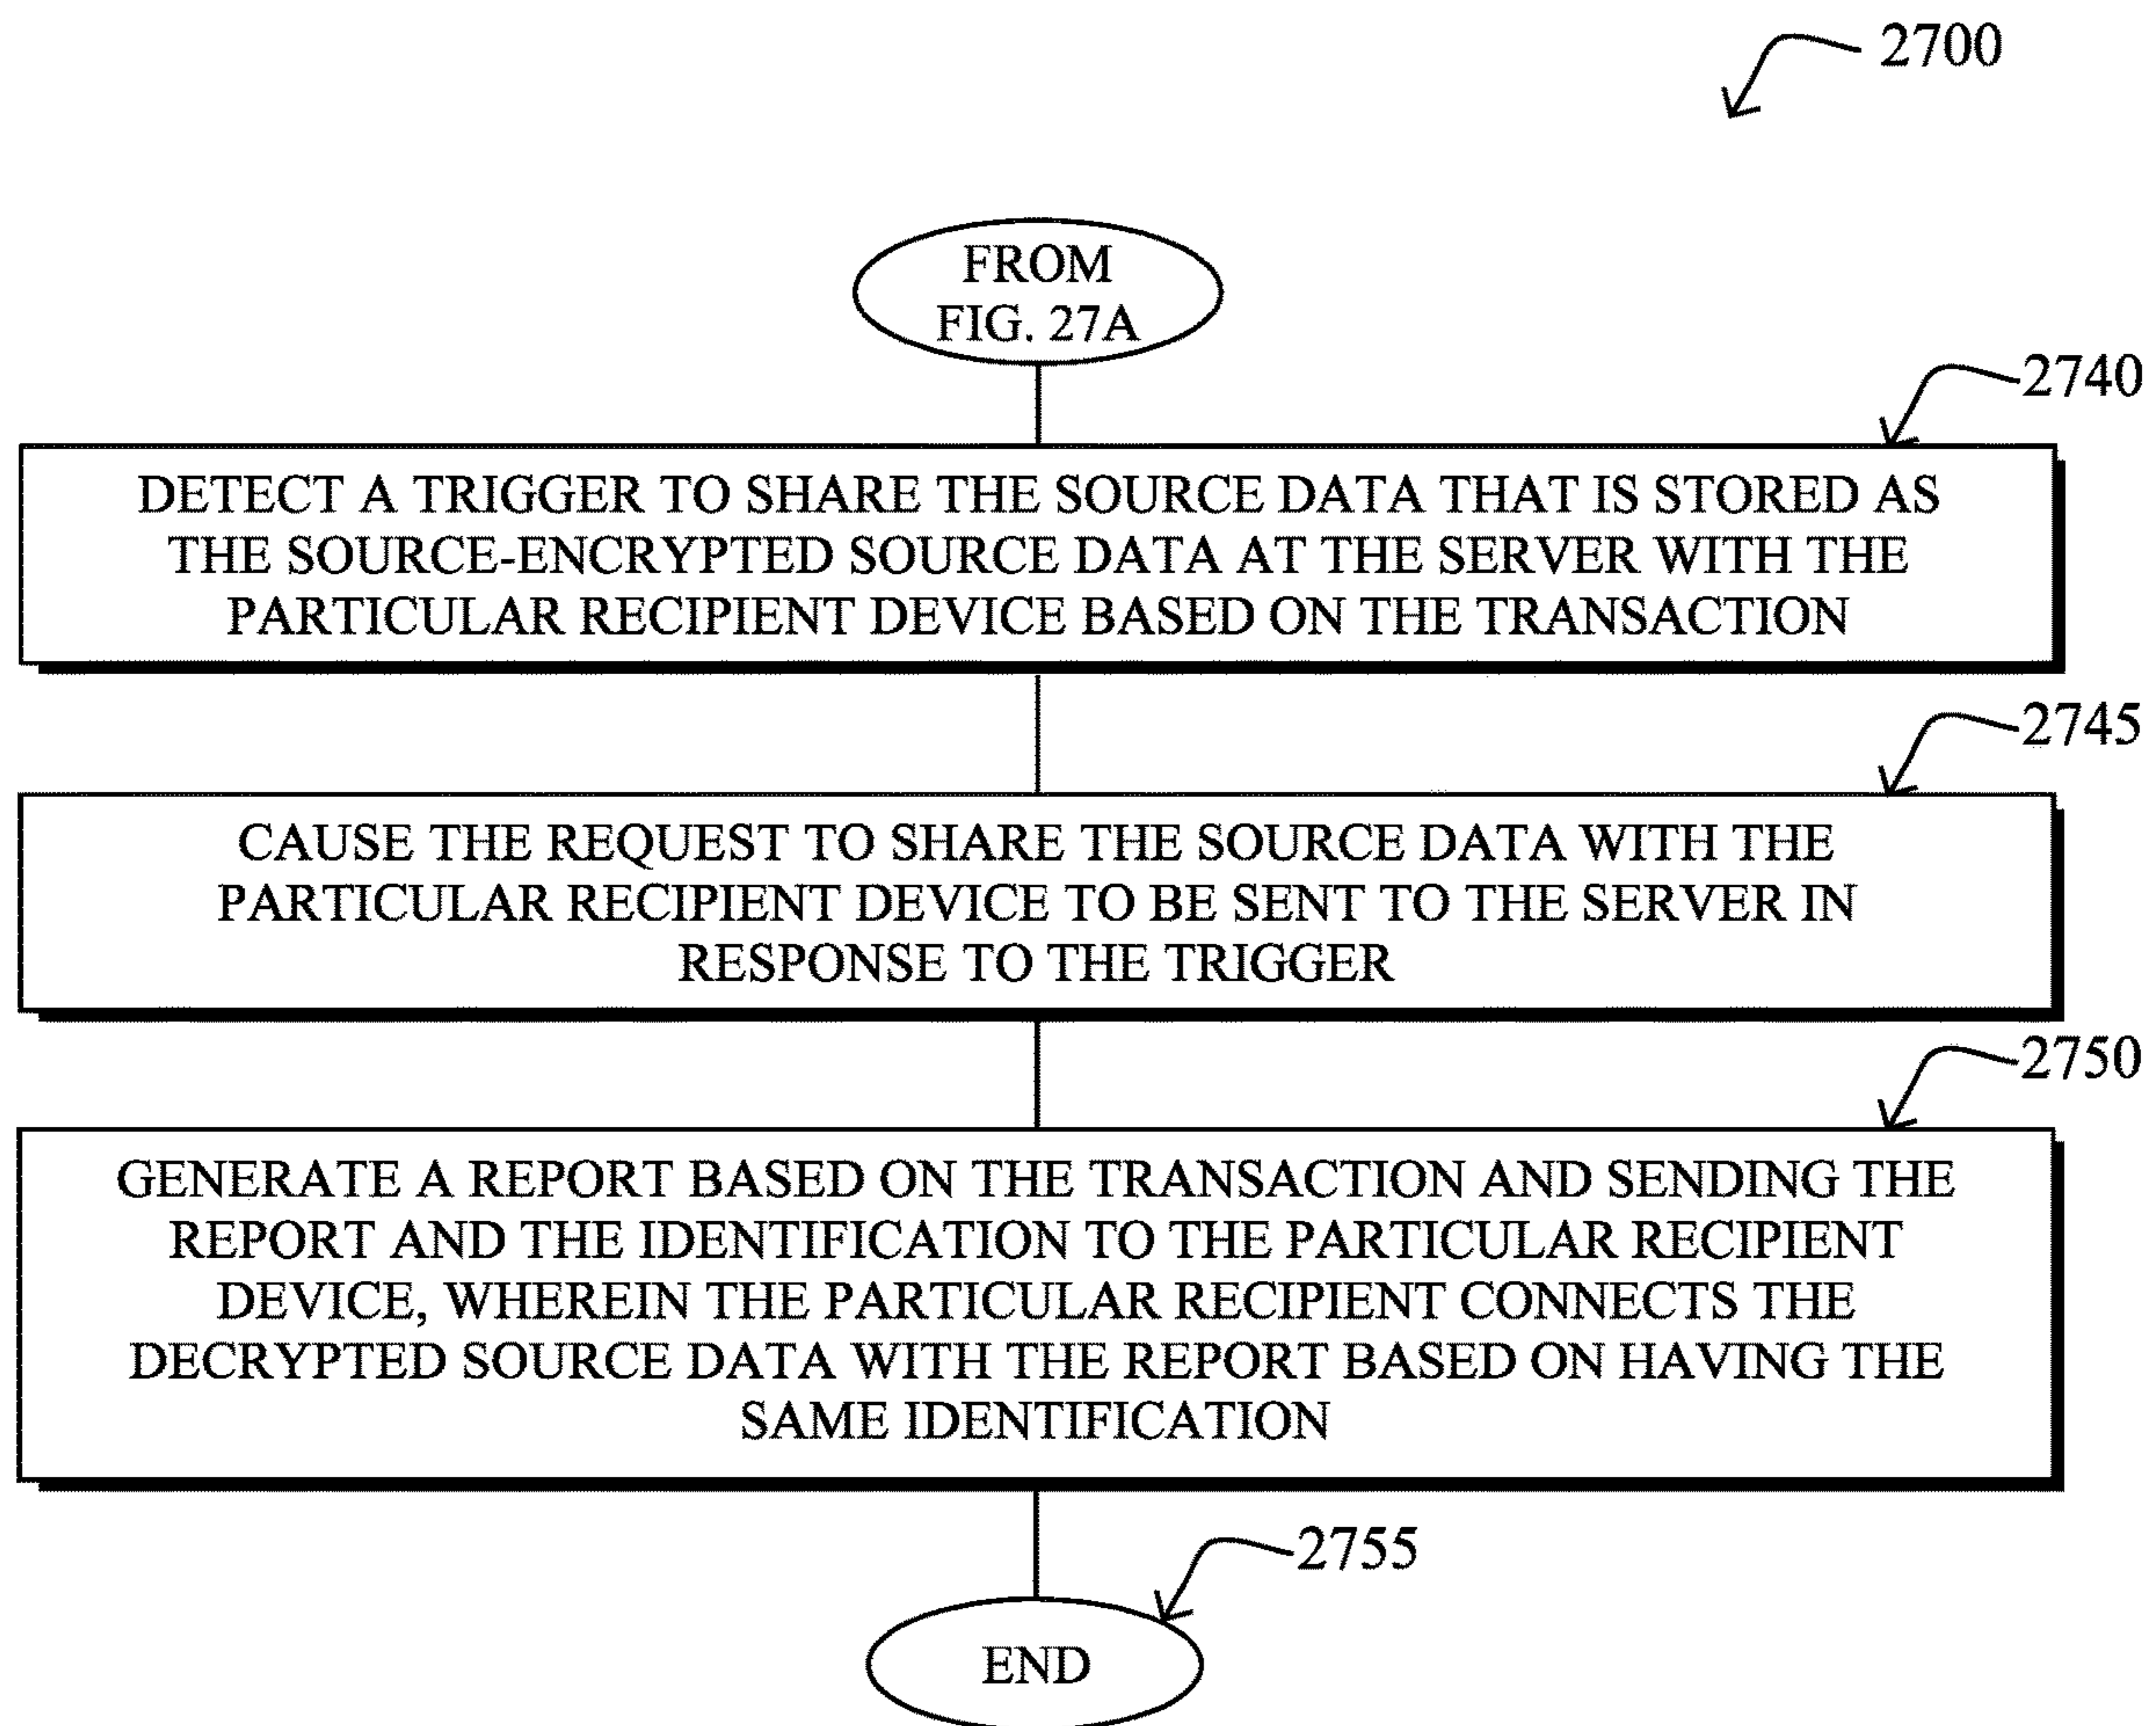 2700
FROM
FIG. 27A
2740
DETECT A TRIGGER TO SHARE THE SOURCE DATA THAT IS STORED AS
THE SOURCE-ENCRYPTED SOURCE DATA AT THE SERVER WITH THE
PARTICULAR RECIPIENT DEVICE BASED ON THE TRANSACTION
2745
CAUSE THE REQUEST TO SHARE THE SOURCE DATA WITH THE
PARTICULAR RECIPIENT DEVICE TO BE SENT TO THE SERVER IN
RESPONSE TO THE TRIGGER
2750
GENERATE A REPORT BASED ON THE TRANSACTION AND SENDING THE
REPORT AND THE IDENTIFICATION TO THE PARTICULAR RECIPIENT
DEVICE, WHEREIN THE PARTICULAR RECIPIENT CONNECTS THE
DECRYPTED SOURCE DATA WITH THE REPORT BASED ON HAVING THE
SAME IDENTIFICATION
2755
END